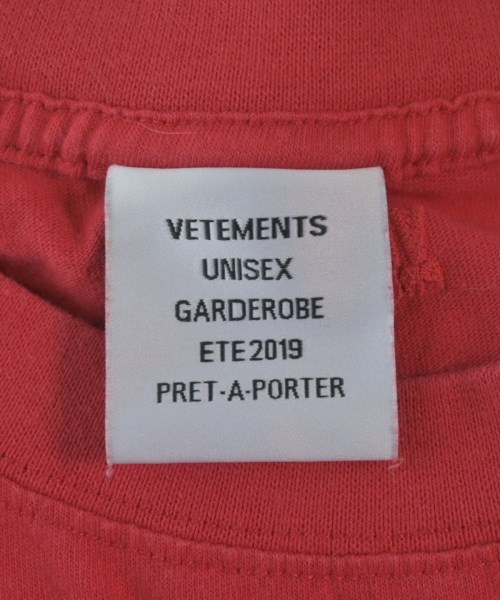 VETEMENTS
UNISEX
GARDEROBE
ETE2019
PRET-A-PORTER